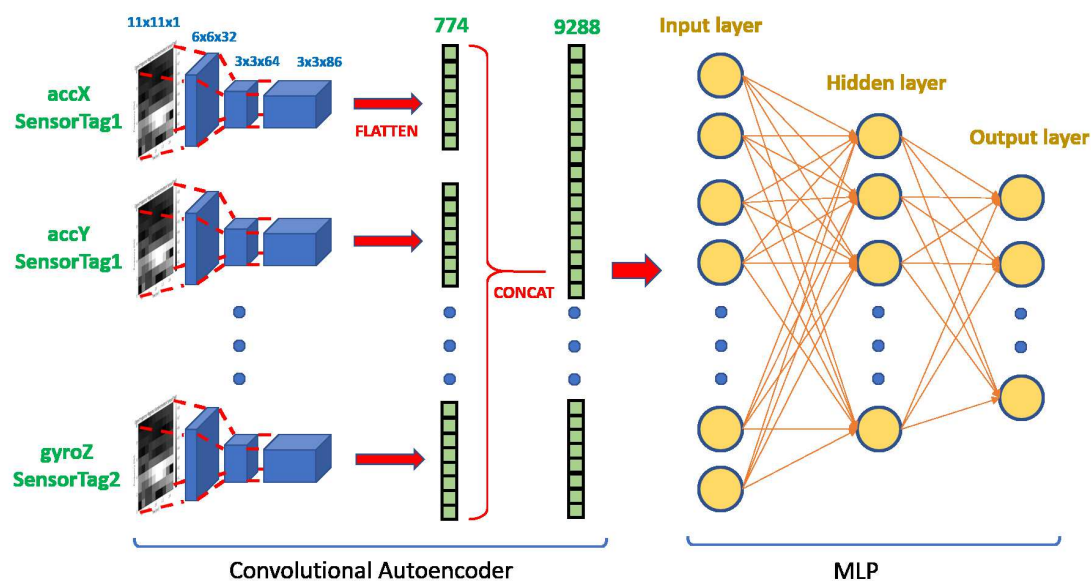 11x11x1
6x6x32
3x3x64
3x3x86
774
9288
Input layer
Hidden layer
Output layer
accX
SensorTag1
FLATTEN
accY
SensorTag1
CONCAT
gyroZ
SensorTag2
Convolutional Autoencoder
MLP